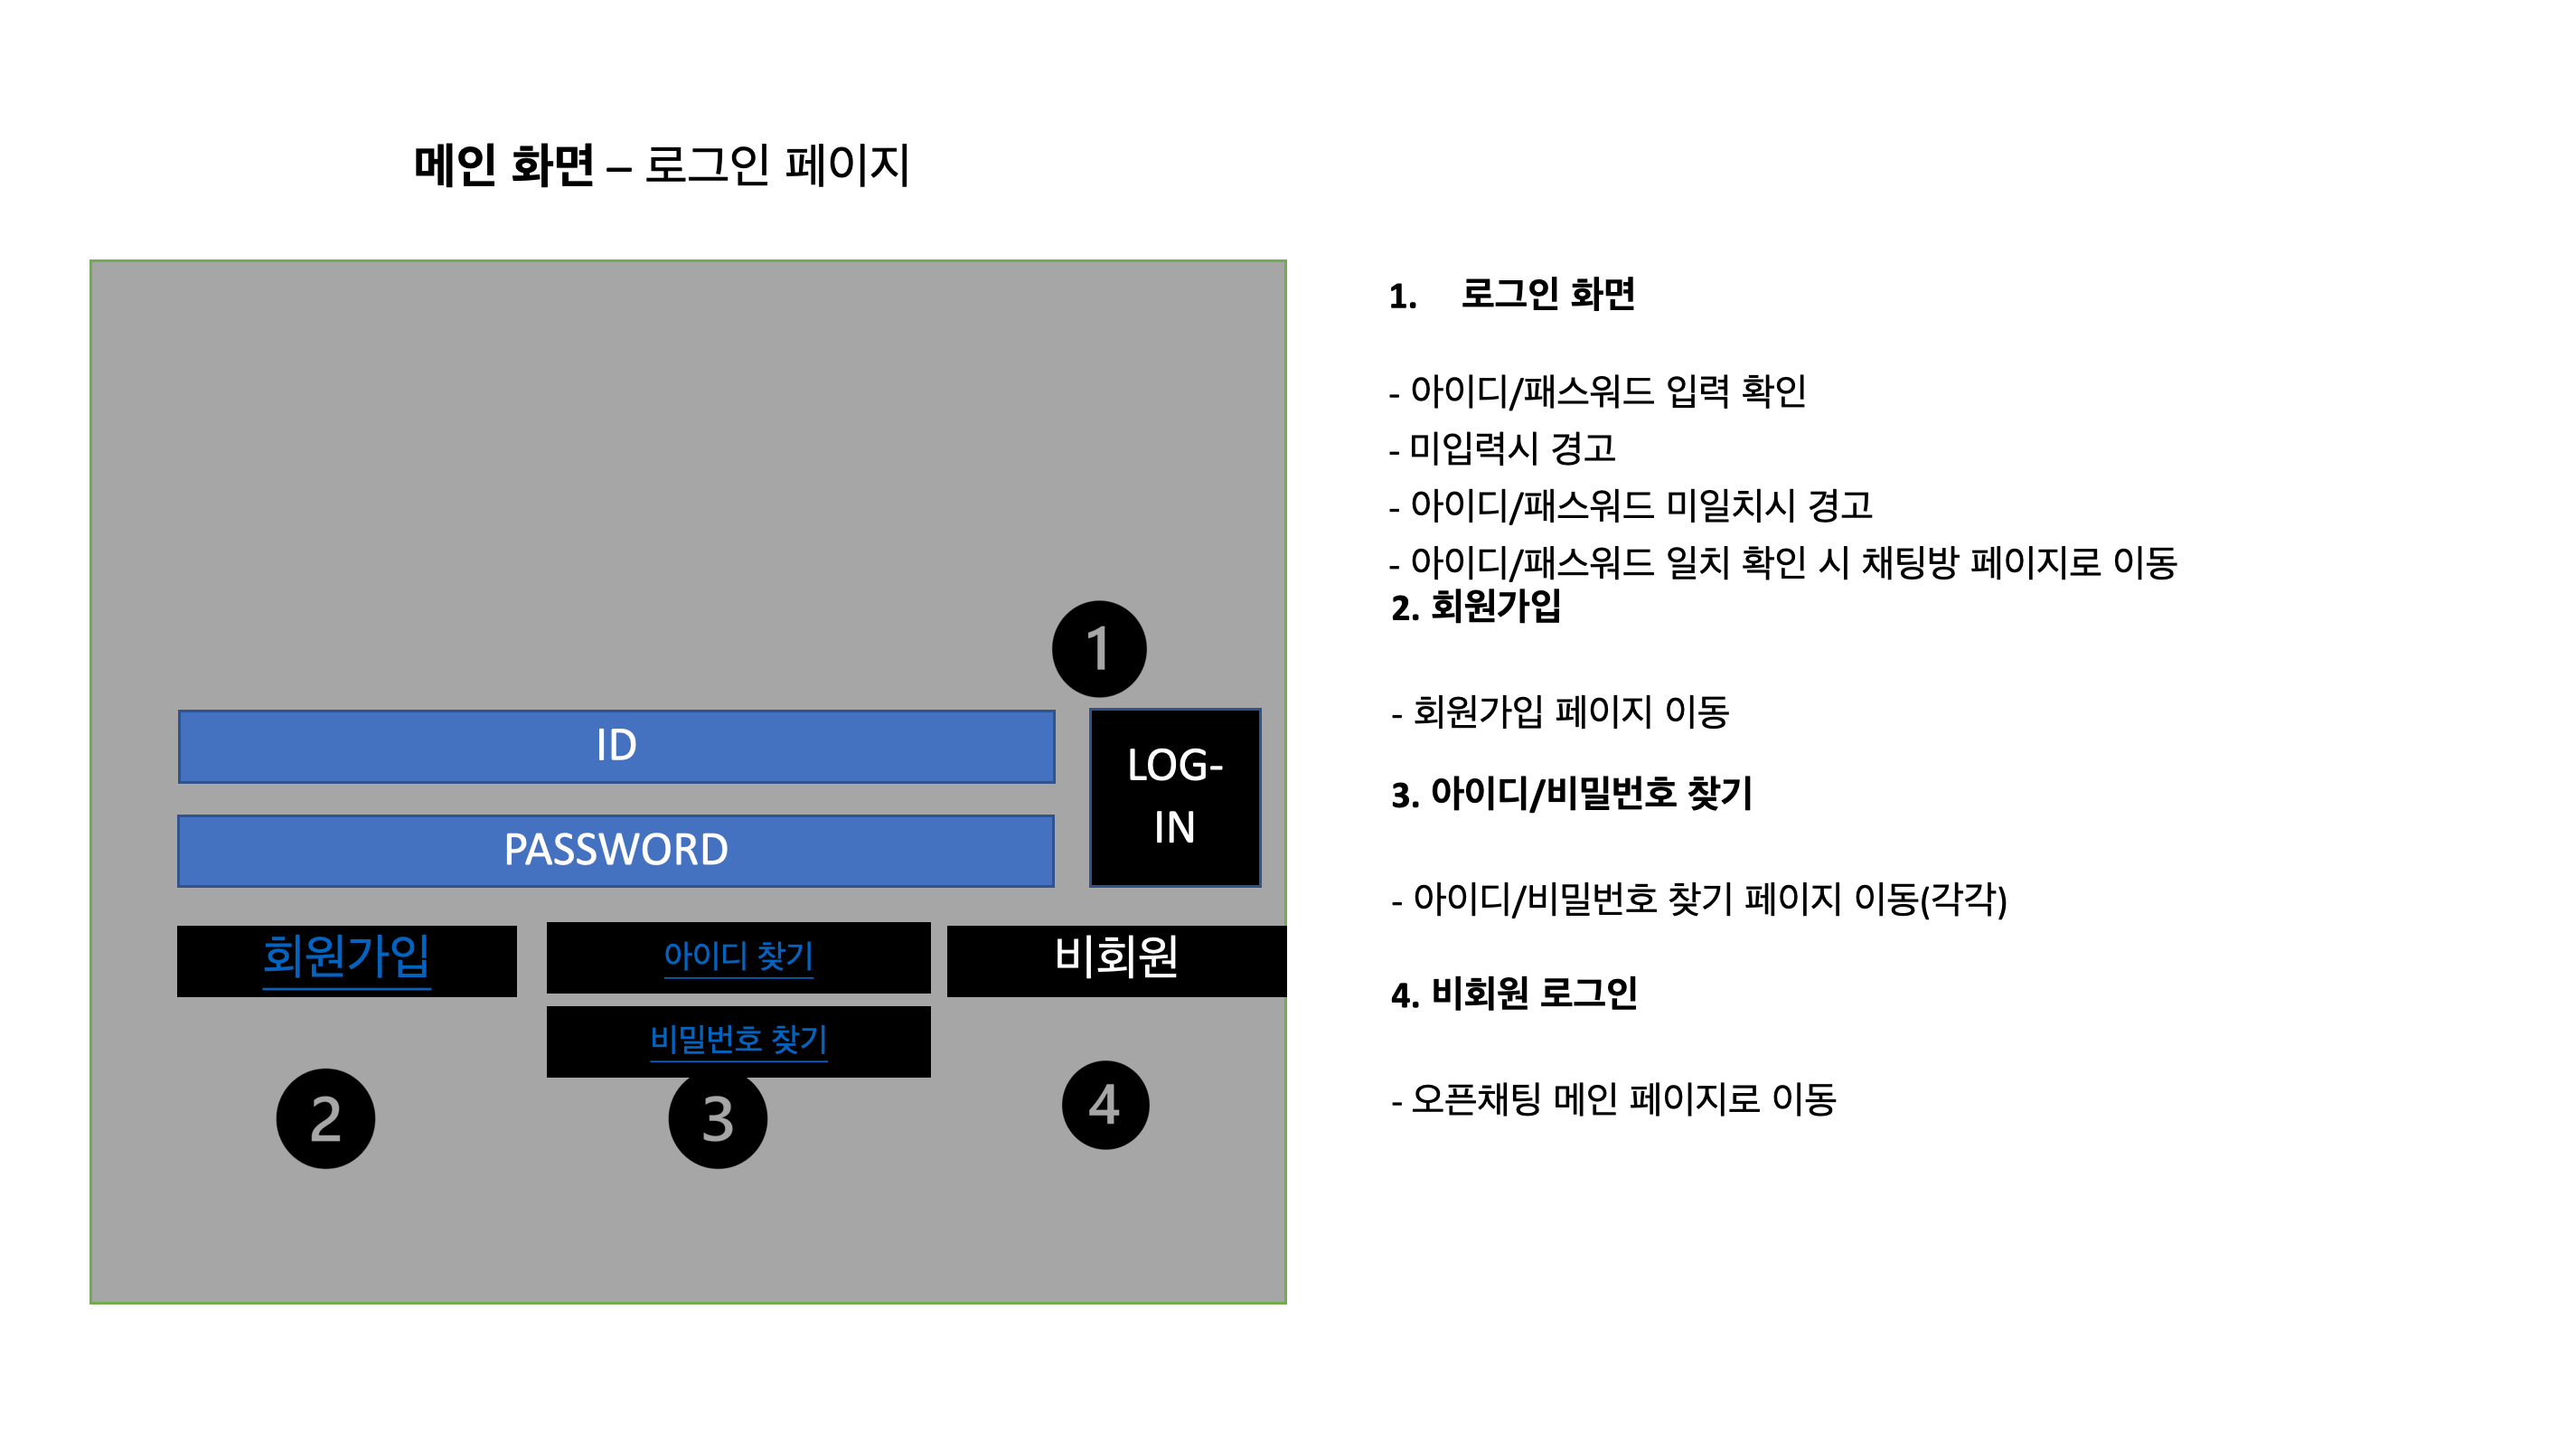 메인 화면 – 로그인 페이지
1
ID
LOG-
IN
PASSWORD
회원가입
아이디 찾기
비회원
비밀번호 찾기
2
3
4
1. 로그인 화면
- 아이디/패스워드 입력 확인
- 미입력시 경고
- 아이디/패스워드 미일치시 경고
- 아이디/패스워드 일치 확인 시 채팅방 페이지로 이동
2. 회원가입
- 회원가입 페이지 이동
3. 아이디/비밀번호 찾기
- 아이디/비밀번호 찾기 페이지 이동(각각)
4. 비회원 로그인
- 오픈채팅 메인 페이지로 이동